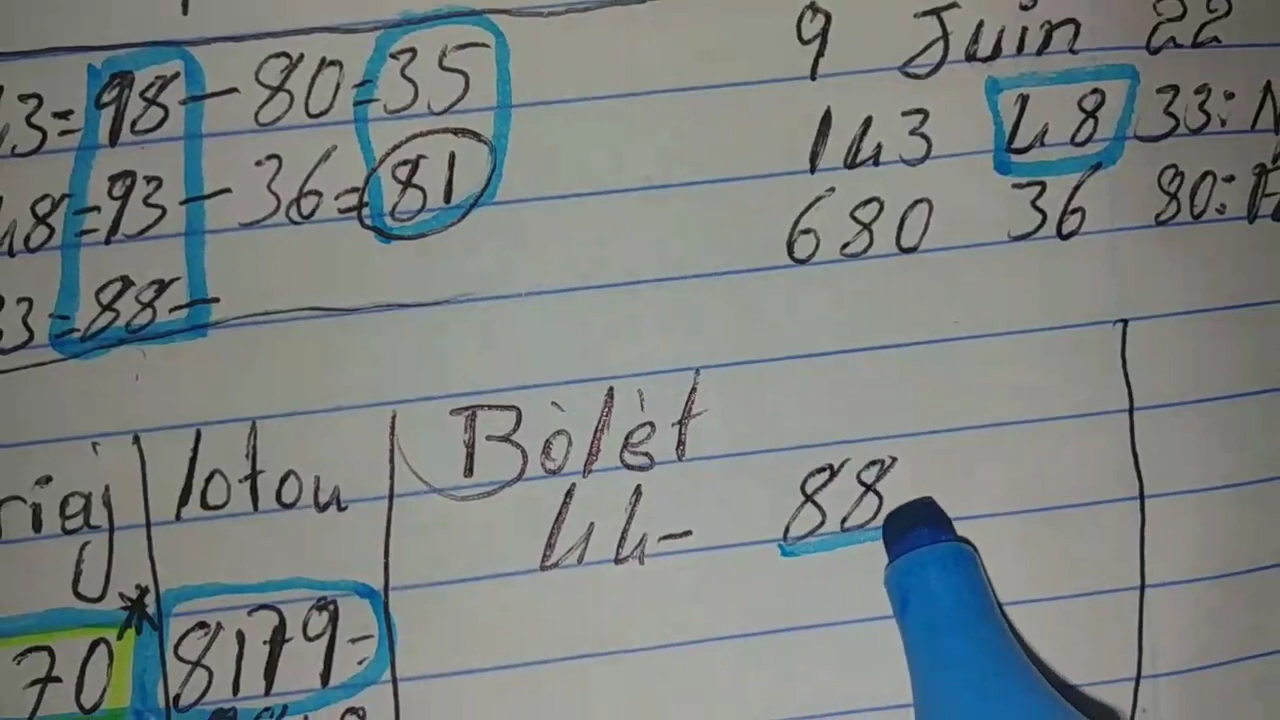 9 Juin 22
3=98-80=35
143 48 33:
48=93-36=81
680 36 80:
3=88-
Bòlèt
riaj lotou
44- 88
70* 8179=